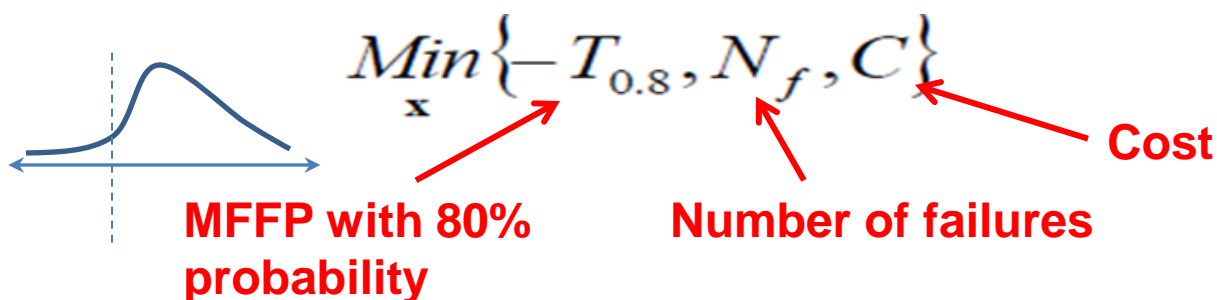 Min{−T0.8, Nf, C}
x
Cost
MFFP with 80%
probability
Number of failures